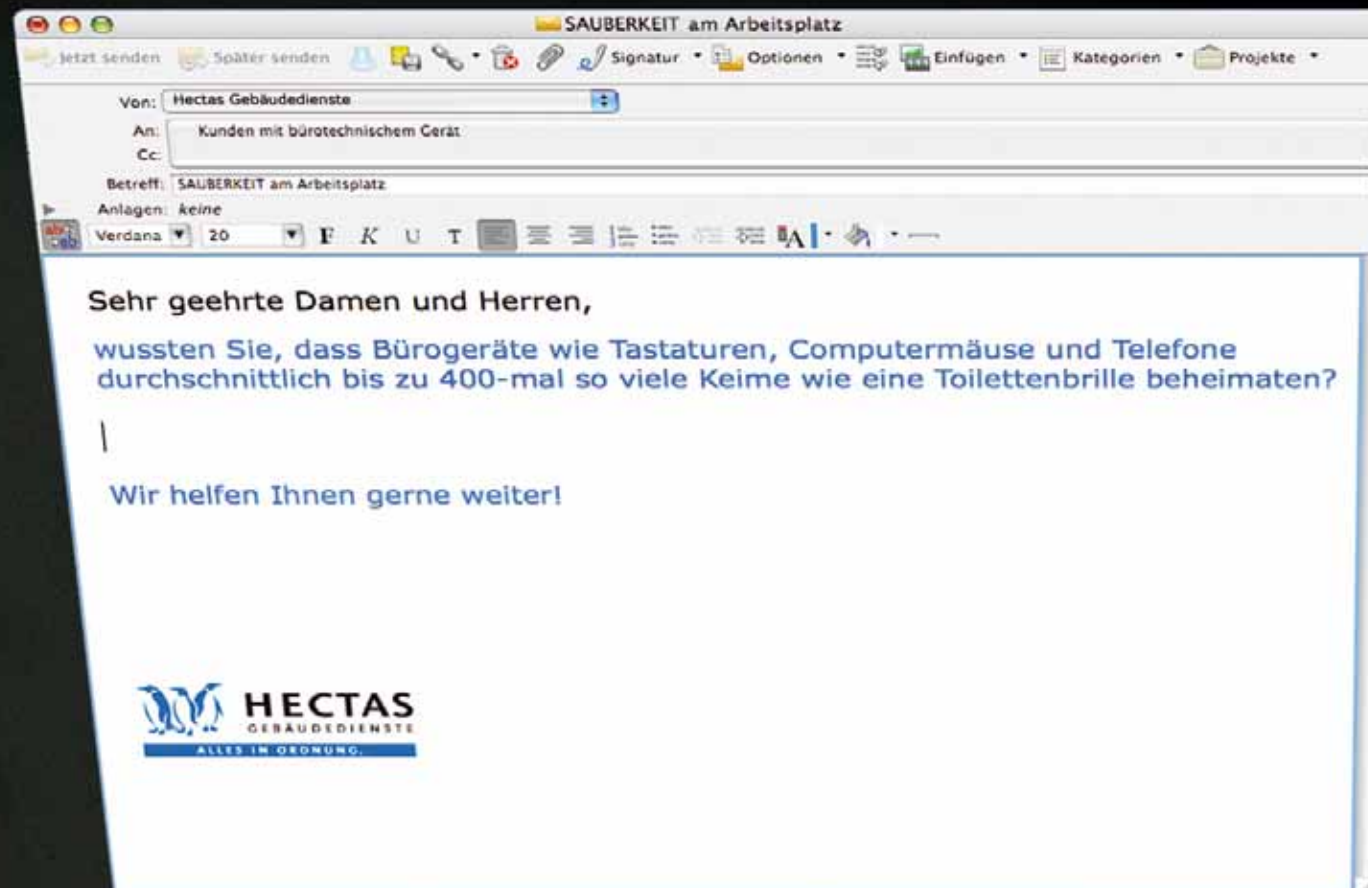 SAUBERKEIT am Arbeitsplatz
Jetzt senden Später senden Signatur Optionen Einfügen Kategorien Projekte
Von: Hectas Gebäudedienste
An: Kunden mit bürotechnischem Gerät
Cc:
Betreff: SAUBERKEIT am Arbeitsplatz
Anlagen: keine
Verdana 20 F K U T
Sehr geehrte Damen und Herren,
wussten Sie, dass Bürogeräte wie Tastaturen, Computermäuse und Telefone
durchschnittlich bis zu 400-mal so viele Keime wie eine Toilettenbrille beheimaten?
Wir helfen Ihnen gerne weiter!
HECTAS
GEBÄUDEDIENSTE
ALLES IN ORDNUNG.